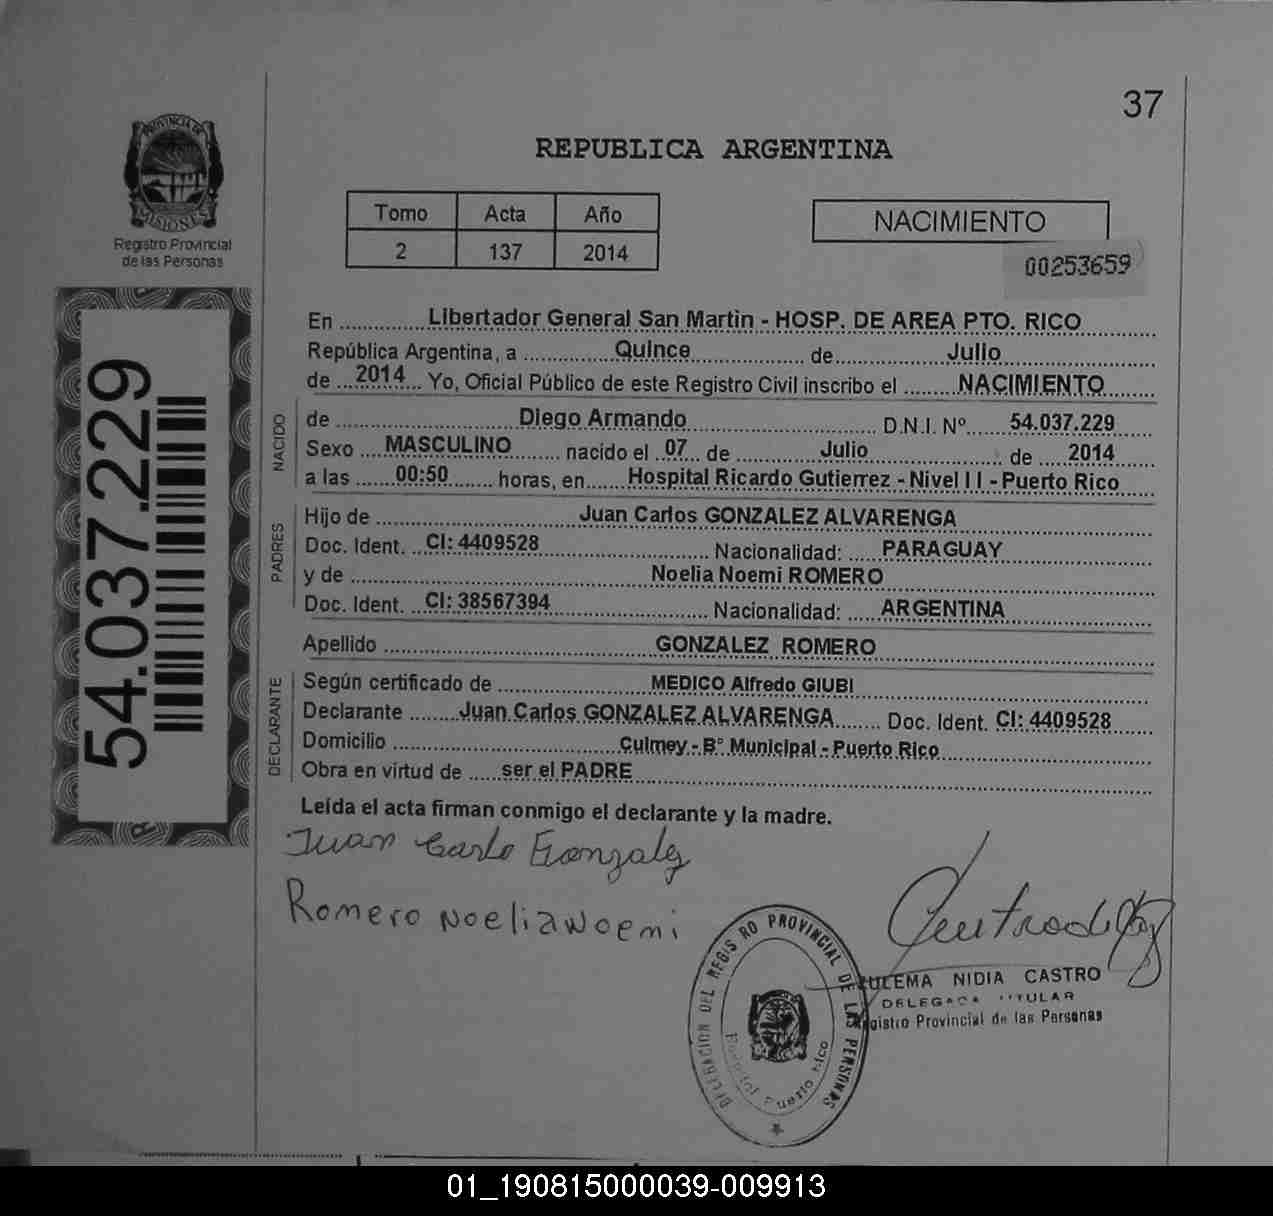 37
PROVINCIA DE
MISIONES
Registro Provincial
de las Personas
REPUBLICA ARGENTINA
Tomo Acta Año
2 137 2014
NACIMIENTO
00253659
54.037.229
En Libertador General San Martin - HOSP. DE AREA PTO. RICO
República Argentina, a Quince de Julio
de 2014 Yo, Oficial Público de este Registro Civil inscribo el NACIMIENTO
NACIDO
de Diego Armando D.N.I. Nº 54.037.229
Sexo MASCULINO nacido el 07 de Julio de 2014
a las 00:50 horas, en Hospital Ricardo Gutierrez - Nivel I I - Puerto Rico
PADRES
Hijo de Juan Carlos GONZALEZ ALVARENGA
Doc. Ident. CI: 4409528 Nacionalidad: PARAGUAY
y de Noelia Noemi ROMERO
Doc. Ident. CI: 38567394 Nacionalidad: ARGENTINA
Apellido GONZALEZ ROMERO
DECLARANTE
Según certificado de MEDICO Alfredo GIUBI
Declarante Juan Carlos GONZALEZ ALVARENGA Doc. Ident. CI: 4409528
Domicilio Culmey - B° Municipal - Puerto Rico
Obra en virtud de ser el PADRE
Leída el acta firman conmigo el declarante y la madre.
Juan Carlo Gonzalez
Romero Noelia Noemi
DELEGACION DEL REGISTRO PROVINCIAL DE LAS PERSONAS
Hospital Puerto Rico
ZULEMA NIDIA CASTRO
DELEGADA TITULAR
Registro Provincial de las Personas
01_190815000039-009913